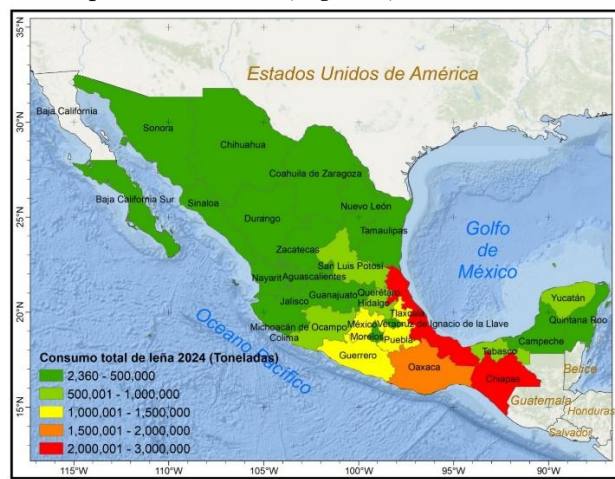 Estados Unidos de América
Baja California
Sonora
Chihuahua
Coahuila de Zaragoza
Baja California Sur
Sinaloa
Nuevo León
Durango
Tamaulipas
Golfo
de
México
Zacatecas
San Luis Potosí
Nayarit
Aguascalientes
Yucatán
Guanajuato
Querétaro
Jalisco
Hidalgo
Quintana Roo
Tlaxcala
Michoacán de Ocampo
México
Veracruz de Ignacio de la Llave
Campeche
Colima
Morelos
Puebla
Tabasco
Océano Pacífico
Guerrero
Oaxaca
Chiapas
Belice
Guatemala
Honduras
Salvador
Consumo total de leña 2024 (Toneladas)
2,360 - 500,000
500,001 - 1,000,000
1,000,001 - 1,500,000
1,500,001 - 2,000,000
2,000,001 - 3,000,000
35°N
30°N
25°N
20°N
15°N
115°W
110°W
105°W
100°W
95°W
90°W